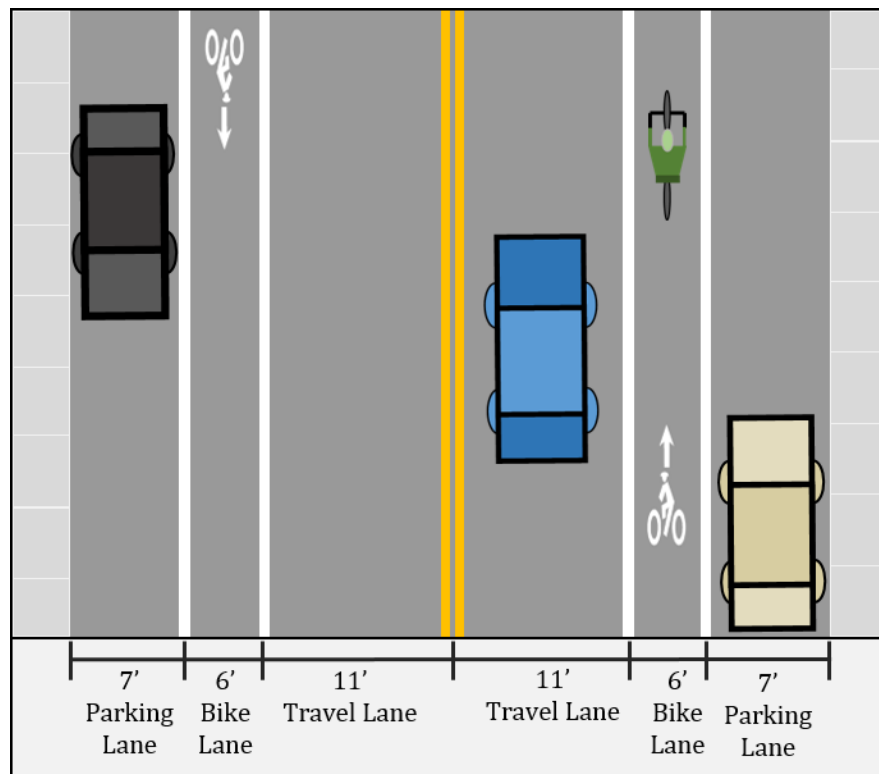 7’
Parking
Lane
6’
Bike
Lane
11’
Travel Lane
11’
Travel Lane
6’
Bike
Lane
7’
Parking
Lane